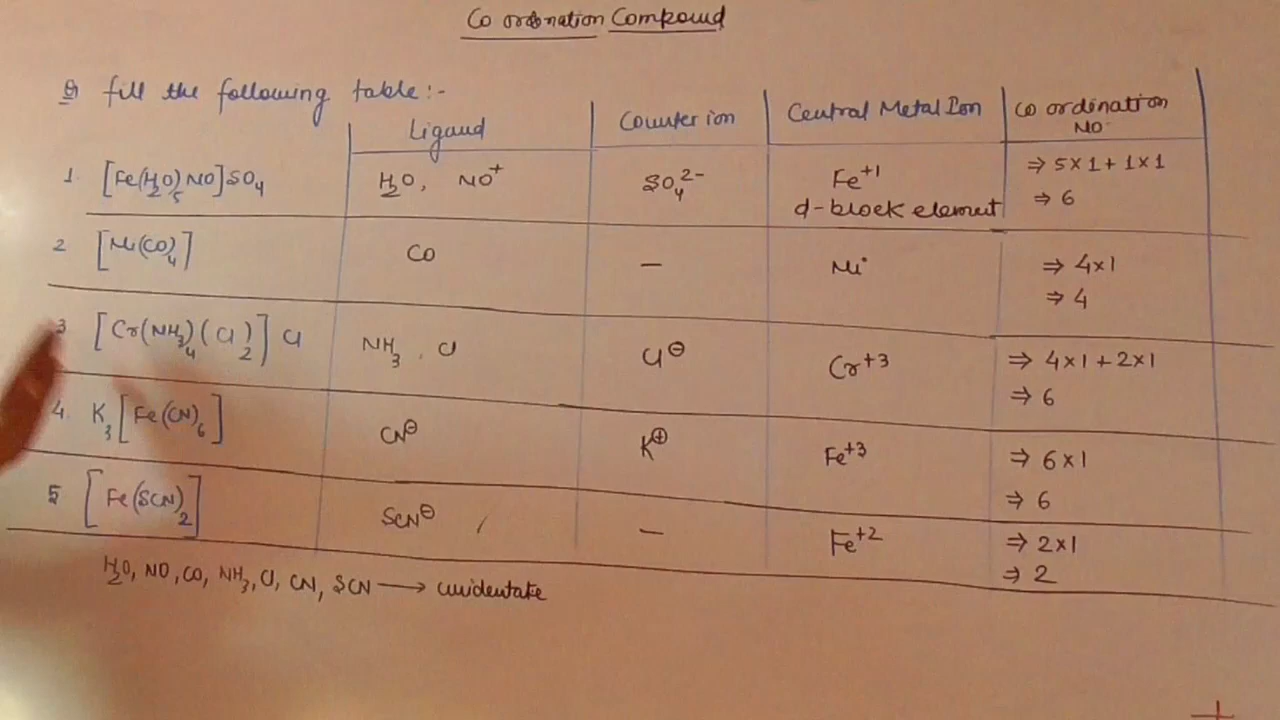 Co ordination Compound
Q fill the following table:-
Ligand Counter ion Central Metal Ion Co ordination NO.
1. [Fe(H₂O)₅NO]SO₄ H₂O, NO⁺ SO₄²⁻ Fe⁺¹ d-block element ⇒ 5×1 + 1×1
⇒ 6
2 [Ni(CO)₄] CO — Ni° ⇒ 4×1
⇒ 4
3 [Cr(NH₃)₄(Cl)₂] Cl NH₃, Cl Cl⊖ Cr⁺³ ⇒ 4×1 + 2×1
⇒ 6
4. K₃[Fe(CN)₆] CN⊖ K⊕ Fe⁺³ ⇒ 6×1
⇒ 6
5 [Fe(SCN)₂] SCN⊖ — Fe⁺² ⇒ 2×1
⇒ 2
H₂O, NO, CO, NH₃, Cl, CN, SCN ⟶ unidentate